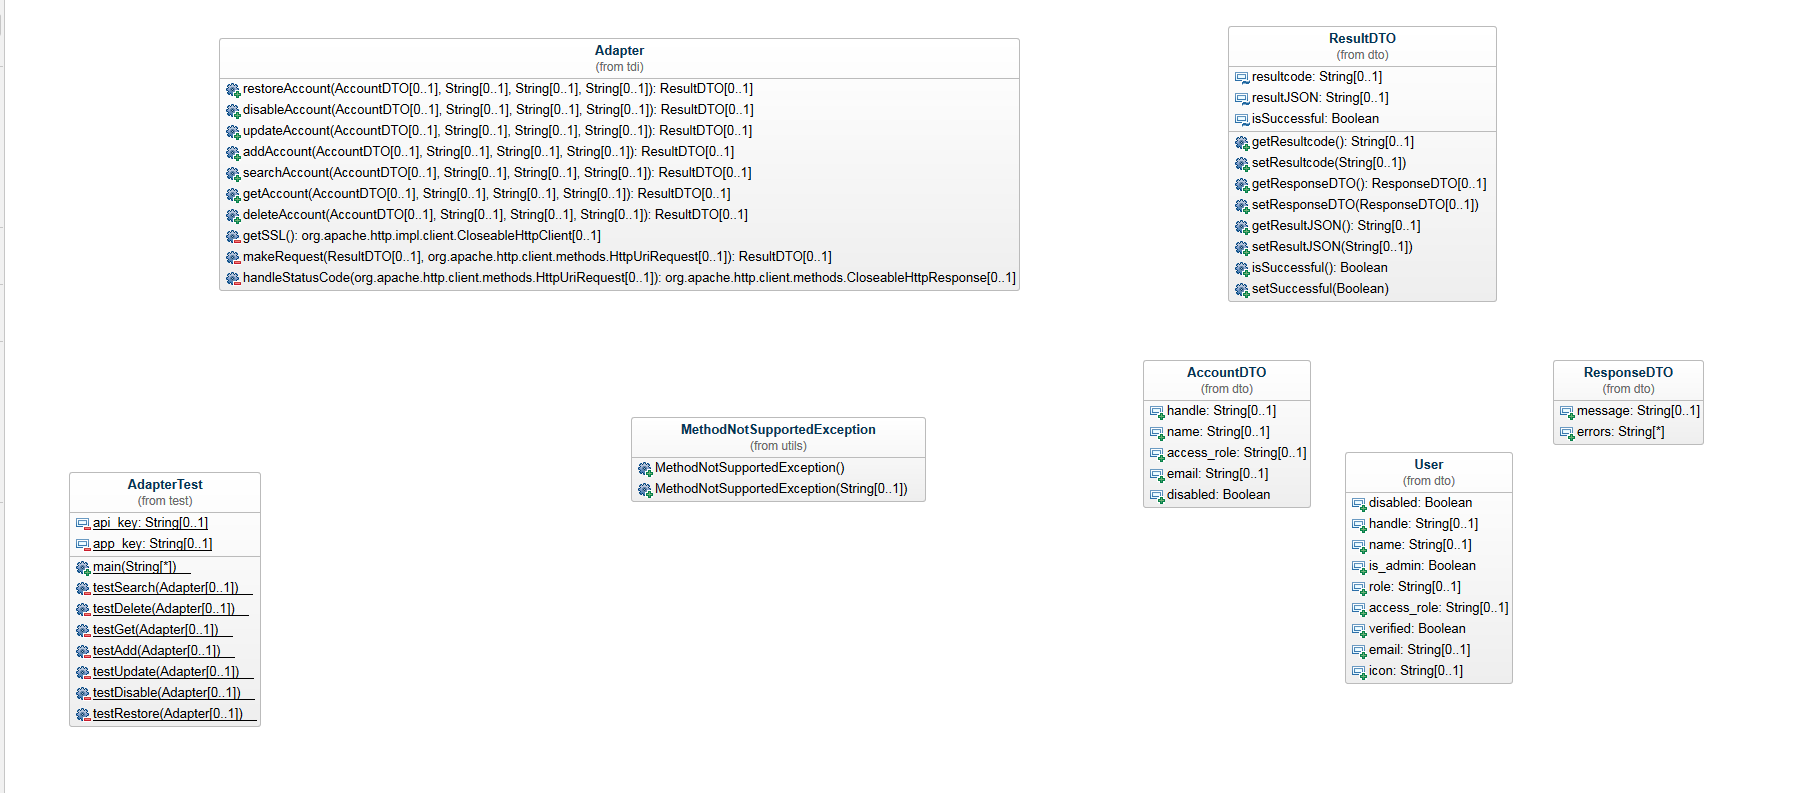 Adapter
(from tdi)
restoreAccount(AccountDTO[0..1], String[0..1], String[0..1], String[0..1]): ResultDTO[0..1]
disableAccount(AccountDTO[0..1], String[0..1], String[0..1], String[0..1]): ResultDTO[0..1]
updateAccount(AccountDTO[0..1], String[0..1], String[0..1], String[0..1]): ResultDTO[0..1]
addAccount(AccountDTO[0..1], String[0..1], String[0..1], String[0..1]): ResultDTO[0..1]
searchAccount(AccountDTO[0..1], String[0..1], String[0..1], String[0..1]): ResultDTO[0..1]
getAccount(AccountDTO[0..1], String[0..1], String[0..1], String[0..1]): ResultDTO[0..1]
deleteAccount(AccountDTO[0..1], String[0..1], String[0..1], String[0..1]): ResultDTO[0..1]
getSSL(): org.apache.http.impl.client.CloseableHttpClient[0..1]
makeRequest(ResultDTO[0..1], org.apache.http.client.methods.HttpUriRequest[0..1]): ResultDTO[0..1]
handleStatusCode(org.apache.http.client.methods.HttpUriRequest[0..1]): org.apache.http.client.methods.CloseableHttpResponse[0..1]
ResultDTO
(from dto)
resultcode: String[0..1]
resultJSON: String[0..1]
isSuccessful: Boolean
getResultcode(): String[0..1]
setResultcode(String[0..1])
getResponseDTO(): ResponseDTO[0..1]
setResponseDTO(ResponseDTO[0..1])
getResultJSON(): String[0..1]
setResultJSON(String[0..1])
isSuccessful(): Boolean
setSuccessful(Boolean)
AccountDTO
(from dto)
handle: String[0..1]
name: String[0..1]
access_role: String[0..1]
email: String[0..1]
disabled: Boolean
ResponseDTO
(from dto)
message: String[0..1]
errors: String[*]
MethodNotSupportedException
(from utils)
MethodNotSupportedException()
MethodNotSupportedException(String[0..1])
User
(from dto)
disabled: Boolean
handle: String[0..1]
name: String[0..1]
is_admin: Boolean
role: String[0..1]
access_role: String[0..1]
verified: Boolean
email: String[0..1]
icon: String[0..1]
AdapterTest
(from test)
api_key: String[0..1]
app_key: String[0..1]
main(String[*])
testSearch(Adapter[0..1])
testDelete(Adapter[0..1])
testGet(Adapter[0..1])
testAdd(Adapter[0..1])
testUpdate(Adapter[0..1])
testDisable(Adapter[0..1])
testRestore(Adapter[0..1])